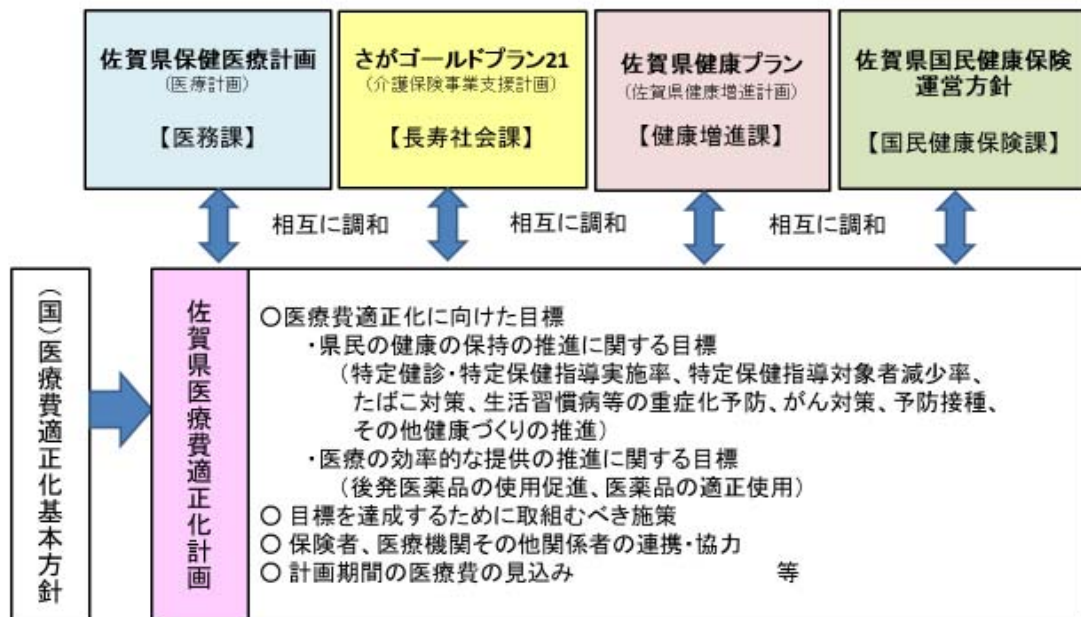 佐賀県保健医療計画
(医療計画)
【医務課】
さがゴールドプラン21
(介護保険事業支援計画)
【長寿社会課】
佐賀県健康プラン
(佐賀県健康増進計画)
【健康増進課】
佐賀県国民健康保険
運営方針
【国民健康保険課】
相互に調和
相互に調和
相互に調和
(国)医療費適正化基本方針
佐賀県医療費適正化計画
○医療費適正化に向けた目標
・県民の健康の保持の推進に関する目標
(特定健診・特定保健指導実施率、特定保健指導対象者減少率、
たばこ対策、生活習慣病等の重症化予防、がん対策、予防接種、
その他健康づくりの推進)
・医療の効率的な提供の推進に関する目標
(後発医薬品の使用促進、医薬品の適正使用)
○ 目標を達成するために取組むべき施策
○ 保険者、医療機関その他関係者の連携・協力
○ 計画期間の医療費の見込み 等